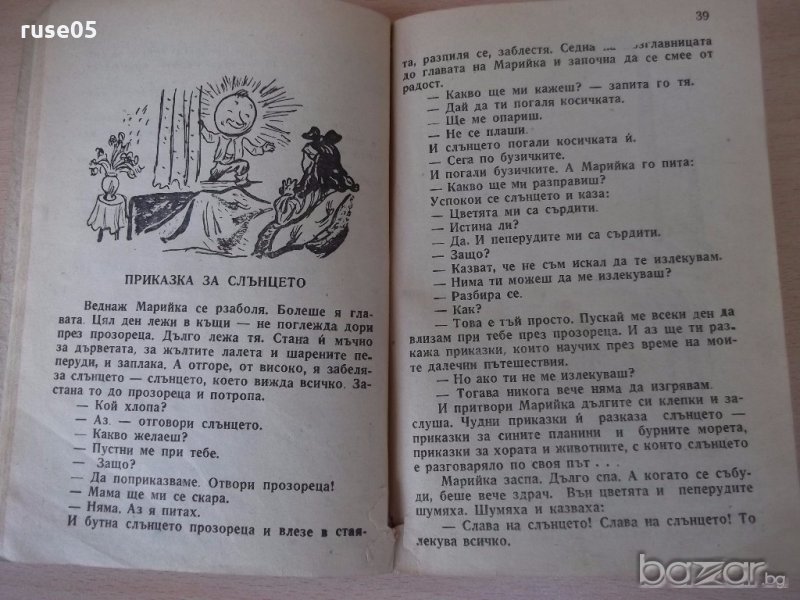 ruse05
ПРИКАЗКА ЗА СЛЪНЦЕТО
Веднаж Марийка се рзаболя. Болеше я гла-
вата. Цял ден лежи в къщи — не поглежда дори
през прозореца. Дълго лежа тя. Стана ѝ мъчно
за дърветата, за жълтите лалета и шарените пе-
перуди, и заплака. А отгоре, от високо, я забеля-
за слънцето — слънцето, което вижда всичко. За-
стана то до прозореца и потропа.
— Кой хлопа?
— Аз. — отговори слънцето.
— Какво желаеш?
— Пустни ме при тебе.
— Защо?
— Да поприказваме. Отвори прозореца!
— Мама ще ми се скара.
— Няма. Аз я питах.
И бутна слънцето прозореца и влезе в стая-
39
та, разпиля се, заблестя. Седна на възглавницата
до главата на Марийка и започна да се смее от
радост.
— Какво ще ми кажеш? — запита го тя.
— Дай да ти погаля косичката.
— Ще ме опариш.
— Не се плаши.
И слънцето погали косичката ѝ.
— Сега по бузичките.
И погали бузичките. А Марийка го пита:
— Какво ще ми разправиш?
Успокои се слънцето и каза:
— Цветята ми са сърдити.
— Истина ли?
— Да. И пеперудите ми са сърдити.
— Защо?
— Казват, че не съм искал да те излекувам.
— Нима ти можеш да ме излекуваш?
— Разбира се.
— Как?
— Това е тъй просто. Пускай ме всеки ден да
влизам при тебе през прозореца. И аз ще ти раз-
кажа приказки, които научих през време на мои-
те далечни пътешествия.
— Но ако ти не ме излекуваш?
— Тогава никога вече няма да изгрявам.
И притвори Марийка дългите си клепки и за-
слуша. Чудни приказки ѝ разказа слънцето —
приказки за сините планини и бурните морета,
приказки за хората и животните, с които слънцето
е разговаряло по своя път . . .
Марийка заспа. Дълго спа. А когато се събу-
ди, беше вече здрач. Вън цветята и пеперудите
шумяха. Шумяха и казваха:
— Слава на слънцето! Слава на слънцето! То
лекува всичко.
bazar.bg